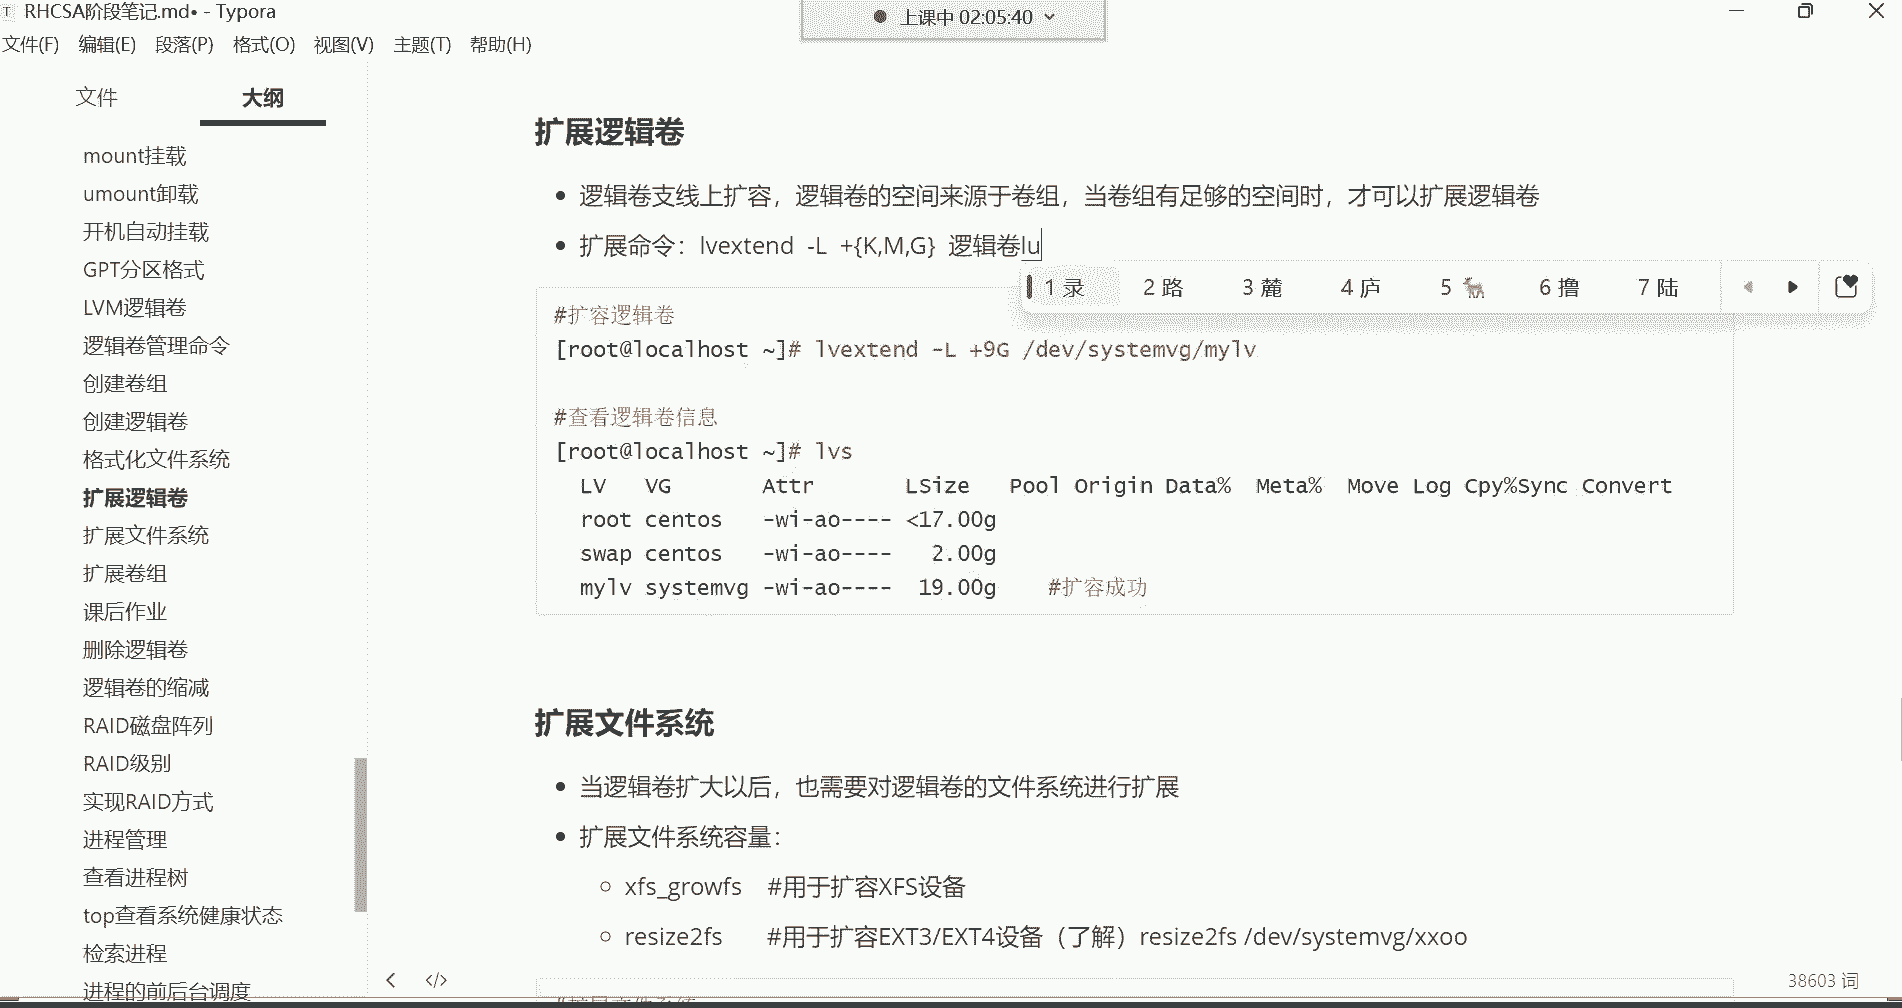 RHCSA阶段笔记.md• - Typora
上课中 02:05:40
文件(F) 编辑(E) 段落(P) 格式(O) 视图(V) 主题(T) 帮助(H)
文件 大纲
mount挂载
umount卸载
开机自动挂载
GPT分区格式
LVM逻辑卷
逻辑卷管理命令
创建卷组
创建逻辑卷
格式化文件系统
扩展逻辑卷
扩展文件系统
扩展卷组
课后作业
删除逻辑卷
逻辑卷的缩减
RAID磁盘阵列
RAID级别
实现RAID方式
进程管理
查看进程树
top查看系统健康状态
检索进程
进程的前后台调度
扩展逻辑卷
• 逻辑卷支线上扩容，逻辑卷的空间来源于卷组，当卷组有足够的空间时，才可以扩展逻辑卷
• 扩展命令：lvextend -L +{K,M,G} 逻辑卷lu
1 录 2 路 3 麓 4 庐 5 🐐 6 撸 7 陆
#扩容逻辑卷
[root@localhost ~]# lvextend -L +9G /dev/systemvg/mylv
#查看逻辑卷信息
[root@localhost ~]# lvs
LV VG Attr LSize Pool Origin Data% Meta% Move Log Cpy%Sync Convert
root centos -wi-ao---- <17.00g
swap centos -wi-ao---- 2.00g
mylv systemvg -wi-ao---- 19.00g #扩容成功
扩展文件系统
• 当逻辑卷扩大以后，也需要对逻辑卷的文件系统进行扩展
• 扩展文件系统容量：
○ xfs_growfs #用于扩容XFS设备
○ resize2fs #用于扩容EXT3/EXT4设备（了解）resize2fs /dev/systemvg/xxoo
38603 词